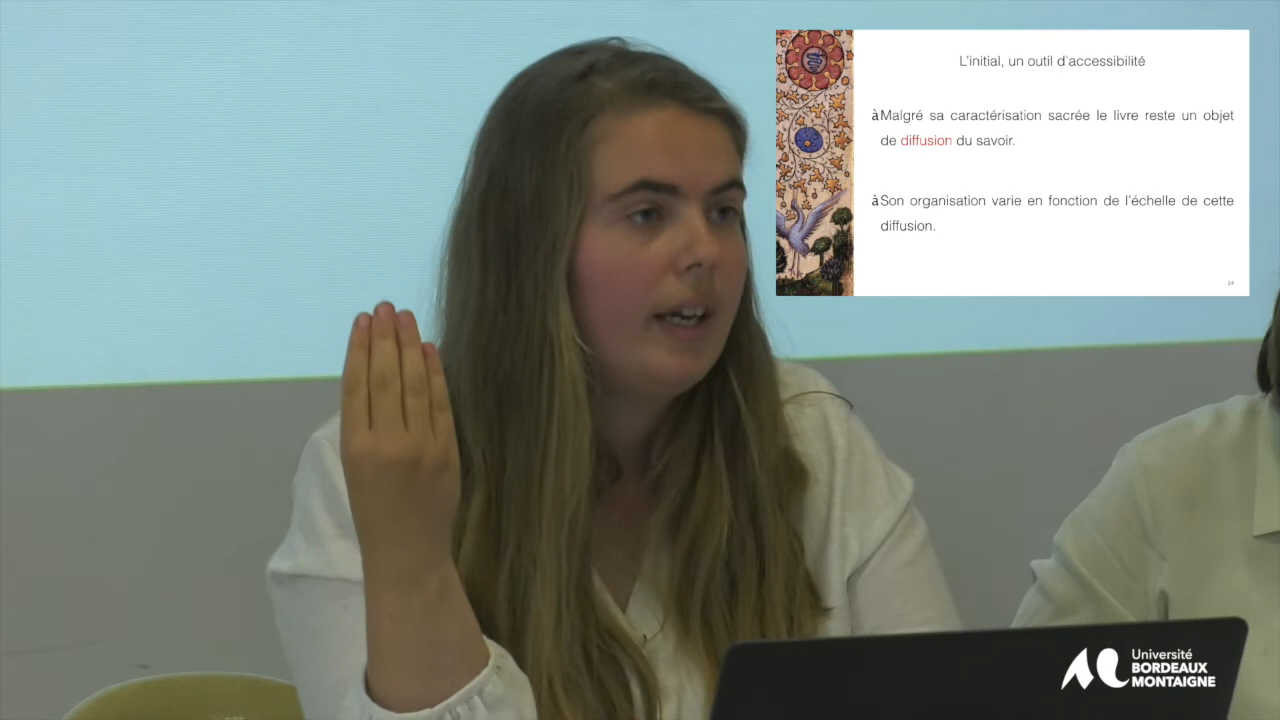 L'initial, un outil d'accessibilité
àMalgré sa caractérisation sacrée le livre reste un objet
de diffusion du savoir.
àSon organisation varie en fonction de l'échelle de cette
diffusion.
24
Université
BORDEAUX
MONTAIGNE